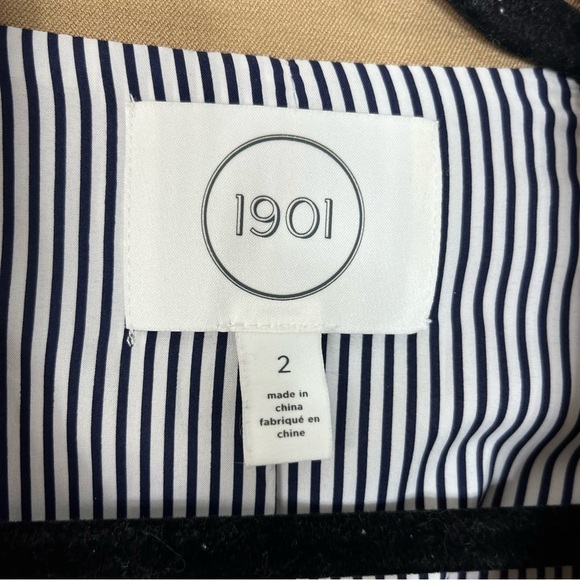 1901
2
made in
china
fabriqué en
chine